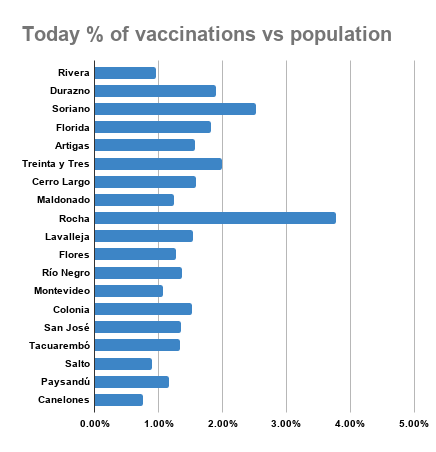 Today % of vaccinations vs population
Rivera
Durazno
Soriano
Florida
Artigas
Treinta y Tres
Cerro Largo
Maldonado
Rocha
Lavalleja
Flores
Río Negro
Montevideo
Colonia
San José
Tacuarembó
Salto
Paysandú
Canelones
0.00% 1.00% 2.00% 3.00% 4.00% 5.00%